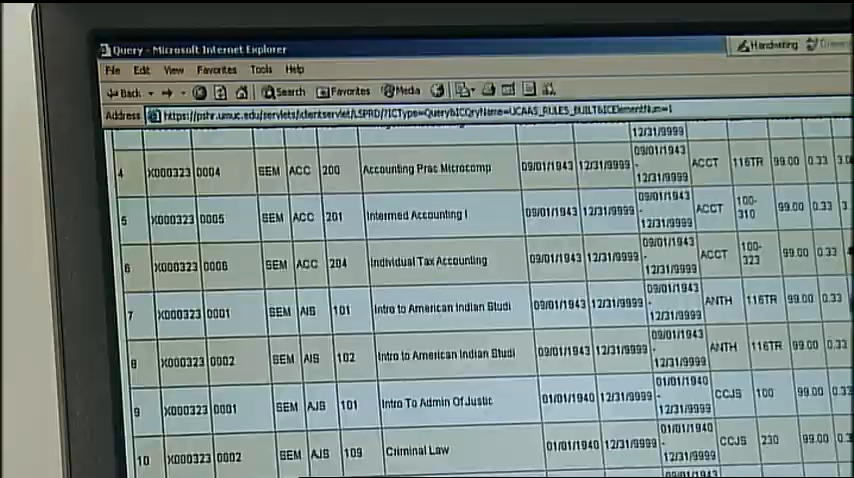 Query - Microsoft Internet Explorer
Handwriting
File Edit View Favorites Tools Help
Back Search Favorites Media
Address https://pshr.umuc.edu/servlets/iclientservlet/LSPRD/?ICType=Query&ICQryName=UCAAS_RULES_BUILT&ICElementNum=1
12/31/9999
4 X000323 0004 SEM ACC 200 Accounting Prac Microcomp 09/01/1943 12/31/9999 09/01/1943 - 12/31/9999 ACCT 116TR 99.00 0.33 3.0
5 X000323 0005 SEM ACC 201 Intermed Accounting I 09/01/1943 12/31/9999 09/01/1943 - 12/31/9999 ACCT 100-310 99.00 0.33 3.
6 X000323 0006 SEM ACC 204 Individual Tax Accounting 09/01/1943 12/31/9999 09/01/1943 - 12/31/9999 ACCT 100-323 99.00 0.33
7 X000323 0001 SEM AIS 101 Intro to American Indian Studi 09/01/1943 12/31/9999 09/01/1943 - 12/31/9999 ANTH 116TR 99.00 0.33
8 X000323 0002 SEM AIS 102 Intro to American Indian Studi 09/01/1943 12/31/9999 09/01/1943 - 12/31/9999 ANTH 116TR 99.00 0.33
9 X000323 0001 SEM AJS 101 Intro To Admin Of Justic 01/01/1940 12/31/9999 01/01/1940 - 12/31/9999 CCJS 100 99.00 0.33
10 X000323 0002 SEM AJS 109 Criminal Law 01/01/1940 12/31/9999 01/01/1940 - 12/31/9999 CCJS 230 99.00 0.33
01/01/1940